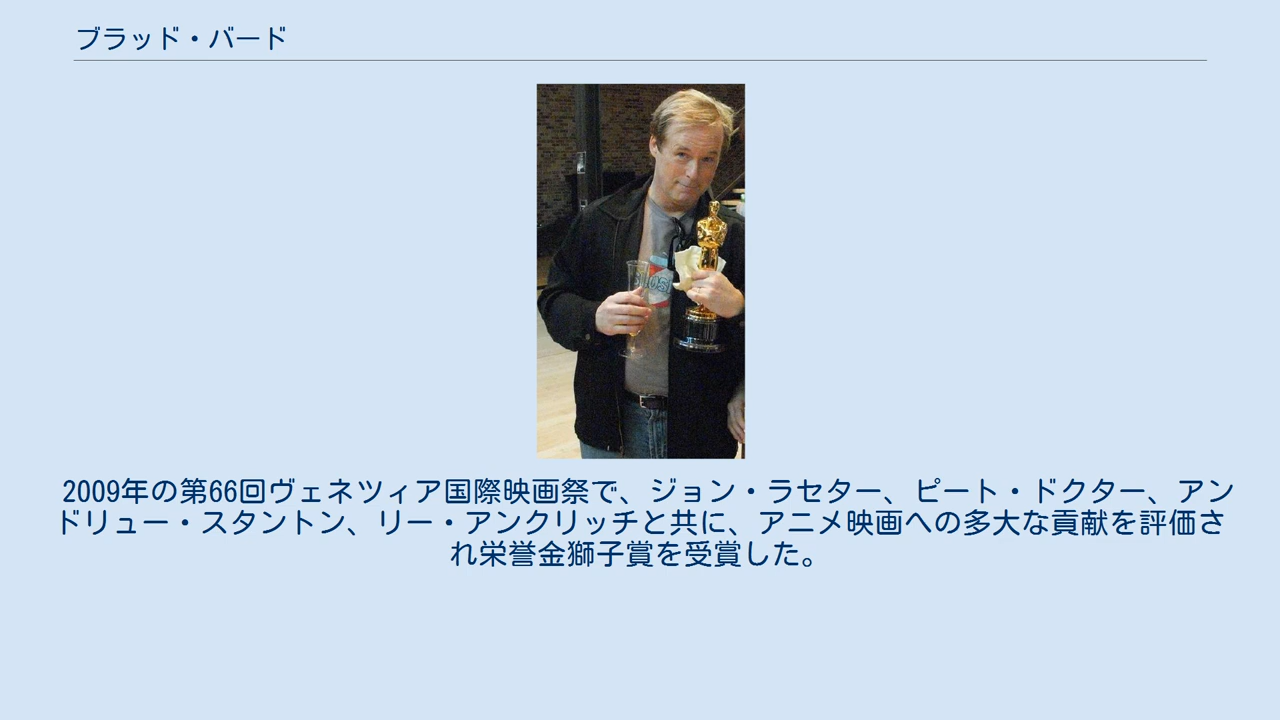 ブラッド・バード
2009年の第66回ヴェネツィア国際映画祭で、ジョン・ラセター、ピート・ドクター、アン
ドリュー・スタントン、リー・アンクリッチと共に、アニメ映画への多大な貢献を評価さ
れ栄誉金獅子賞を受賞した。